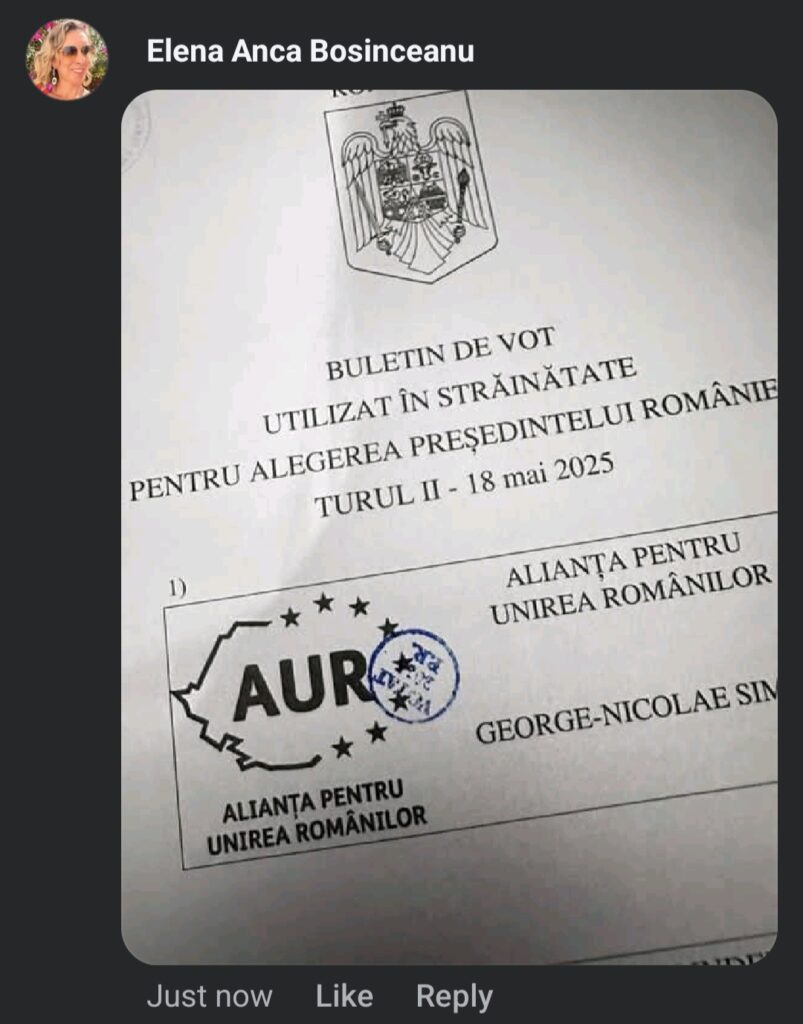 Elena Anca Bosinceanu
BULETIN DE VOT
UTILIZAT ÎN STRĂINĂTATE
PENTRU ALEGEREA PREŞEDINTELUI ROMÂNIE
TURUL II - 18 mai 2025
1)
ALIANŢA PENTRU
UNIREA ROMÂNILOR
AUR
VOTAT
P.R.
GEORGE-NICOLAE SIM
ALIANȚA PENTRU
UNIREA ROMÂNILOR
Just now Like Reply